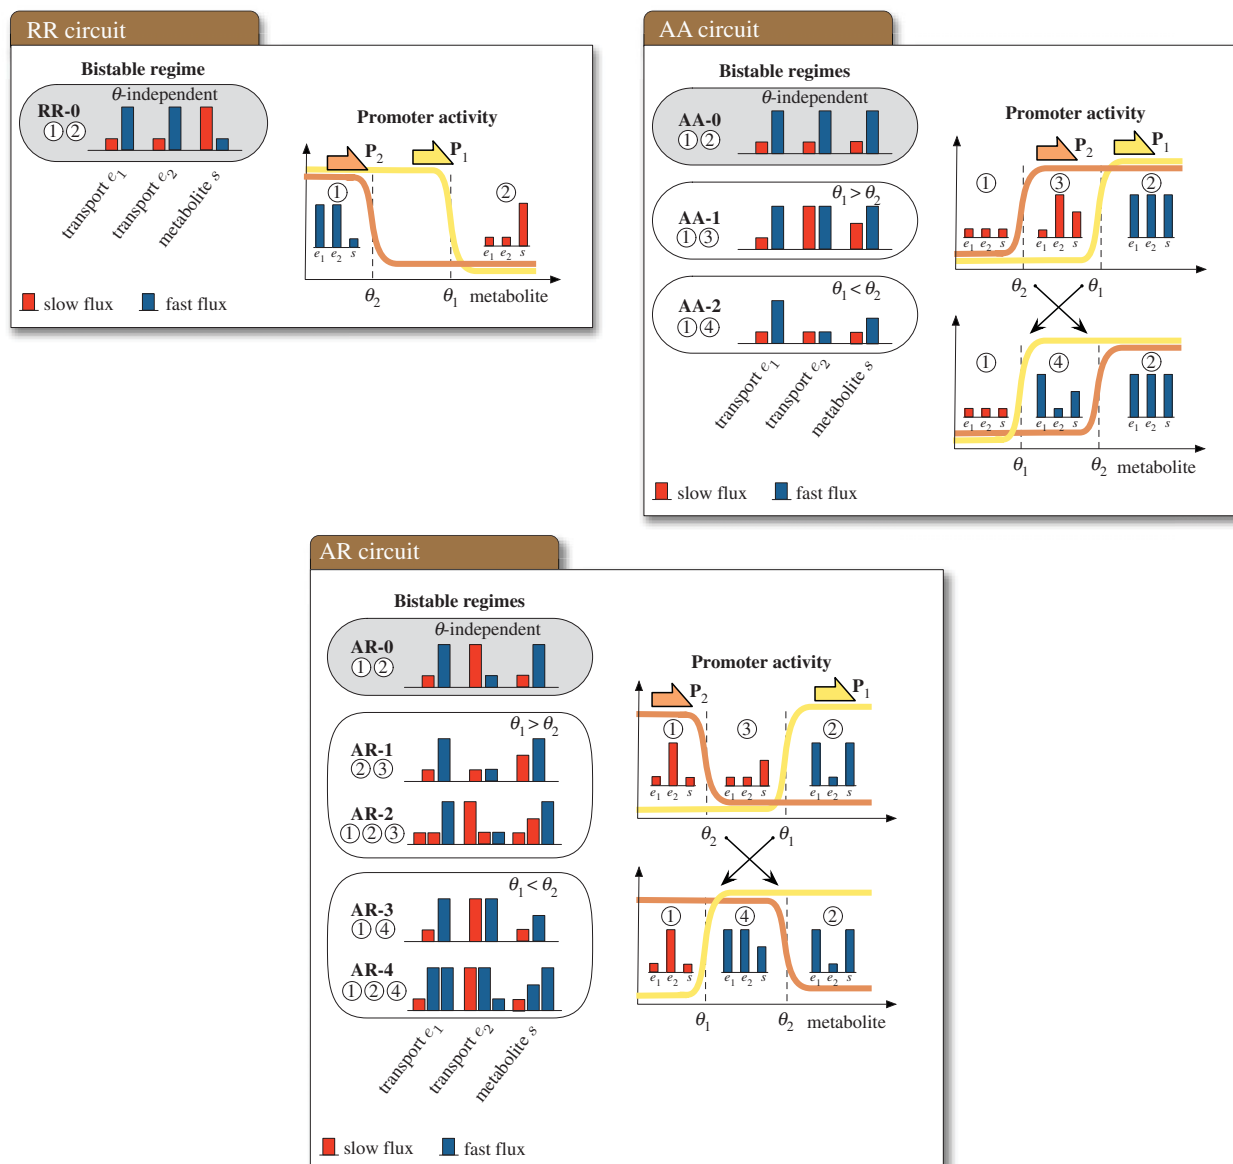 RR circuit
Bistable regime
θ-independent
RR-0
① ②
transport e₁
transport e₂
metabolite s
slow flux
fast flux
Promoter activity
P₂
P₁
①
②
e₁ e₂ s
e₁ e₂ s
θ₂
θ₁
metabolite
AA circuit
Bistable regimes
θ-independent
AA-0
① ②
θ₁ > θ₂
AA-1
① ③
θ₁ < θ₂
AA-2
① ④
transport e₁
transport e₂
metabolite s
slow flux
fast flux
Promoter activity
P₂
P₁
① ③ ②
e₁ e₂ s
e₁ e₂ s
e₁ e₂ s
θ₂
θ₁
① ④ ②
e₁ e₂ s
e₁ e₂ s
e₁ e₂ s
θ₁
θ₂
metabolite
AR circuit
Bistable regimes
θ-independent
AR-0
① ②
θ₁ > θ₂
AR-1
② ③
AR-2
① ② ③
θ₁ < θ₂
AR-3
① ④
AR-4
① ② ④
transport e₁
transport e₂
metabolite s
slow flux
fast flux
Promoter activity
P₂
P₁
① ③ ②
e₁ e₂ s
e₁ e₂ s
e₁ e₂ s
θ₂
θ₁
① ④ ②
e₁ e₂ s
e₁ e₂ s
e₁ e₂ s
θ₁
θ₂
metabolite